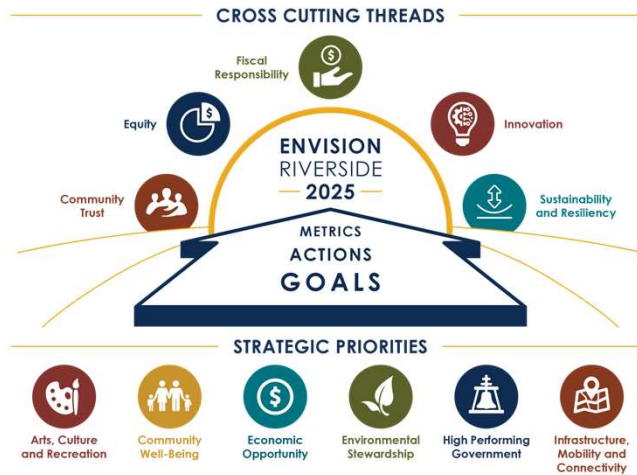 CROSS CUTTING THREADS
Fiscal
Responsibility
$
Equity
$
Innovation
Community
Trust
Sustainability
and Resiliency
ENVISION
RIVERSIDE
2025
METRICS
ACTIONS
GOALS
STRATEGIC PRIORITIES
$
Arts, Culture
and Recreation
Community
Well-Being
Economic
Opportunity
Environmental
Stewardship
High Performing
Government
Infrastructure,
Mobility and
Connectivity